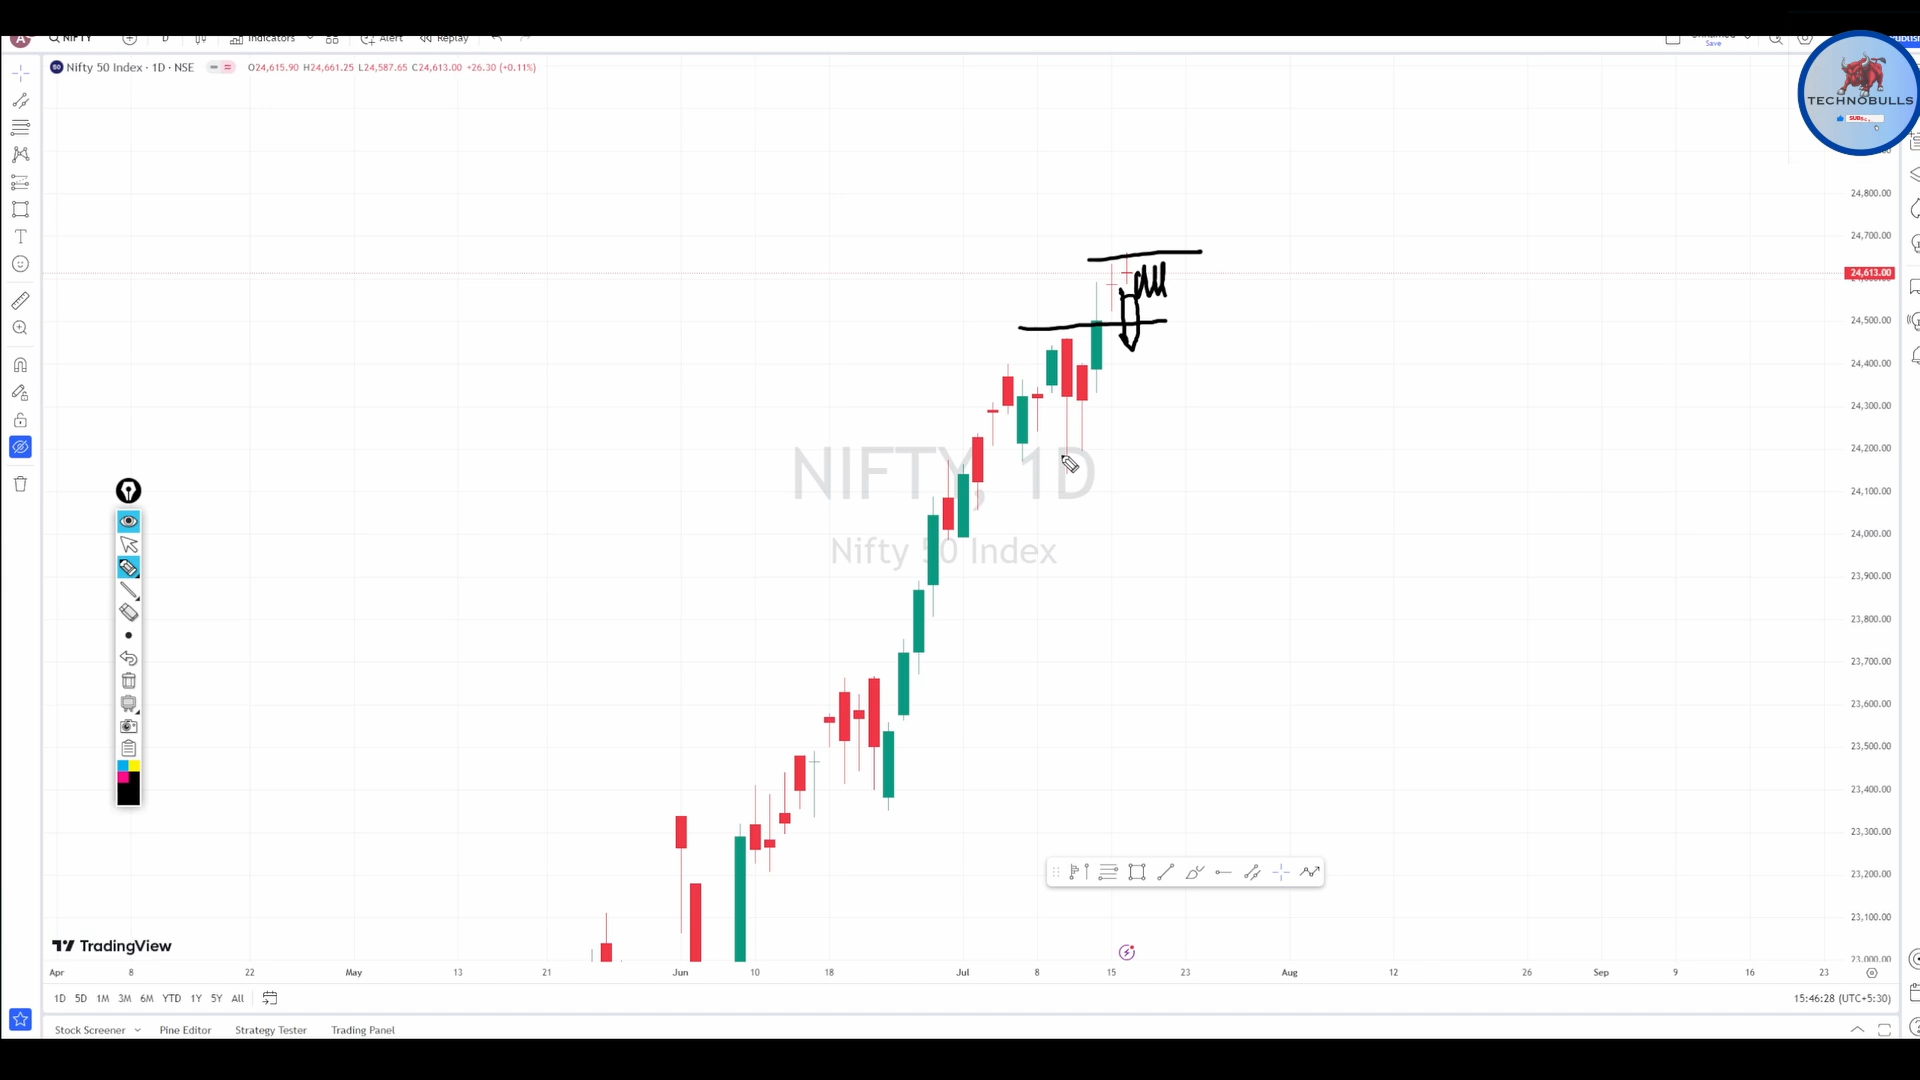 NIFTY D Indicators Alert Replay
Save
Nifty 50 Index · 1D · NSE O24,615.90 H24,661.25 L24,587.65 C24,613.00 +26.30 (+0.11%)
TECHNOBULLS
24,800.00
24,700.00
24,613.00
24,500.00
24,400.00
24,300.00
24,200.00
24,100.00
24,000.00
23,900.00
23,800.00
23,700.00
23,600.00
23,500.00
23,400.00
23,300.00
23,200.00
23,100.00
23,000.00
NIFTY, 1D
Nifty 50 Index
TradingView
Apr 8 22 May 13 21 Jun 10 18 Jul 8 15 23 Aug 12 26 Sep 9 16 23
1D 5D 1M 3M 6M YTD 1Y 5Y All 15:46:28 (UTC+5:30)
Stock Screener Pine Editor Strategy Tester Trading Panel